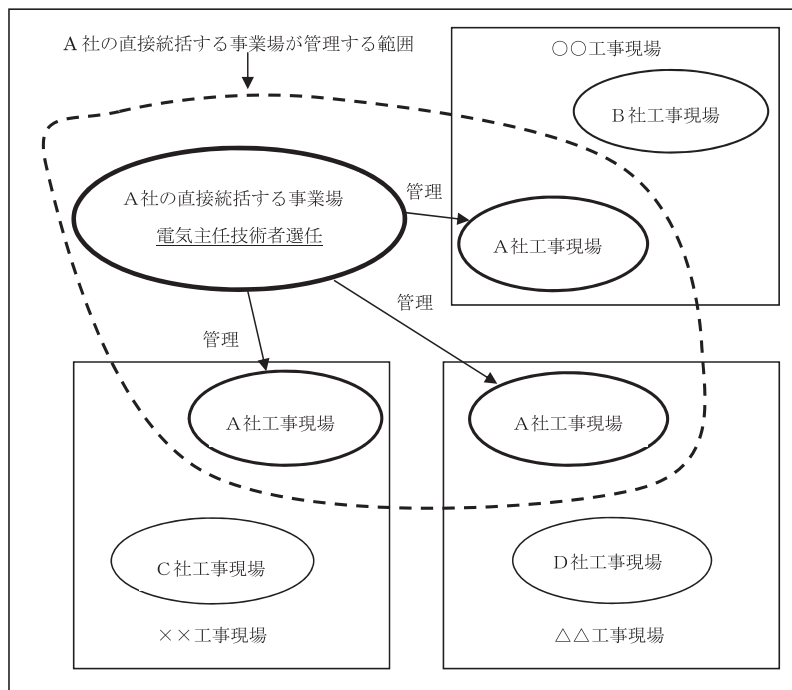 A社の直接統括する事業場が管理する範囲
○○工事現場
B社工事現場
A社の直接統括する事業場
電気主任技術者選任
管理
A社工事現場
管理
管理
A社工事現場
A社工事現場
C社工事現場
D社工事現場
××工事現場
△△工事現場